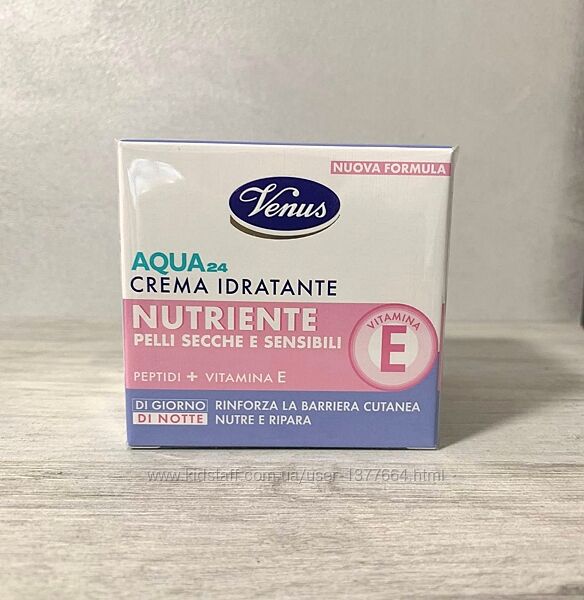 NUOVA FORMULA
Venus
AQUA24
CREMA IDRATANTE
NUTRIENTE
PELLI SECCHE E SENSIBILI
VITAMINA
E
PEPTIDI + VITAMINA E
DI GIORNO
DI NOTTE
RINFORZA LA BARRIERA CUTANEA
NUTRE E RIPARA
www.kidstaff.com.ua/user-1377664.html